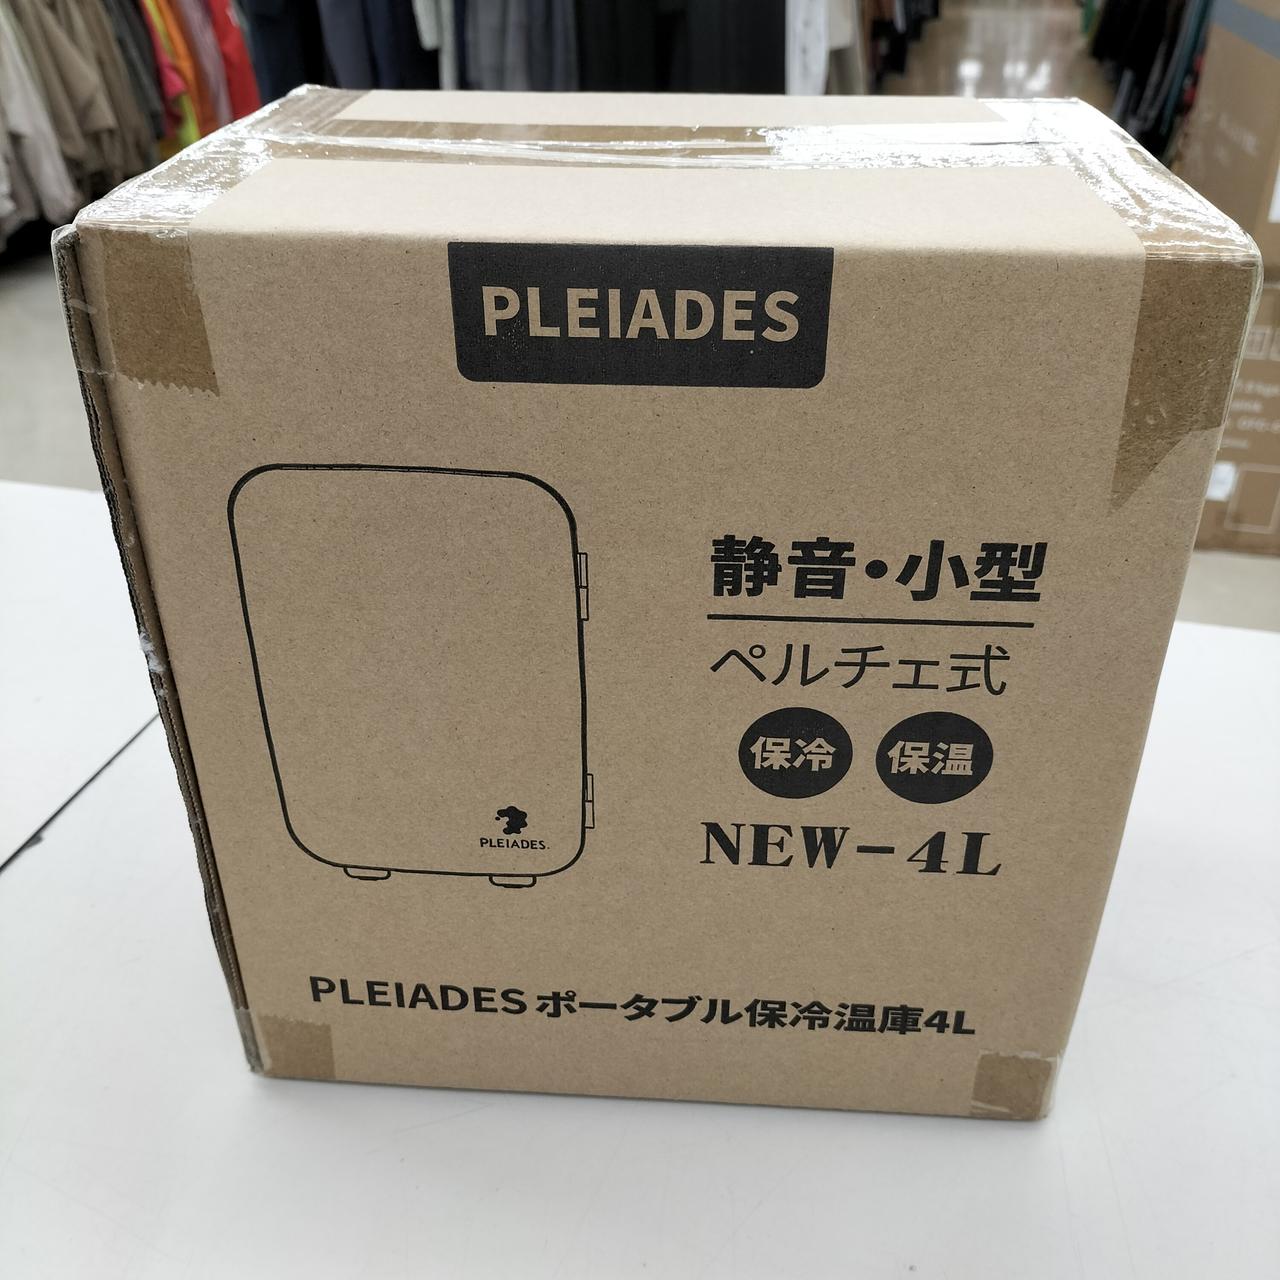 PLEIADES
静音・小型
ペルチェ式
保冷 保温
NEW-4L
PLEIADES.
PLEIADES ポータブル保冷温庫4L